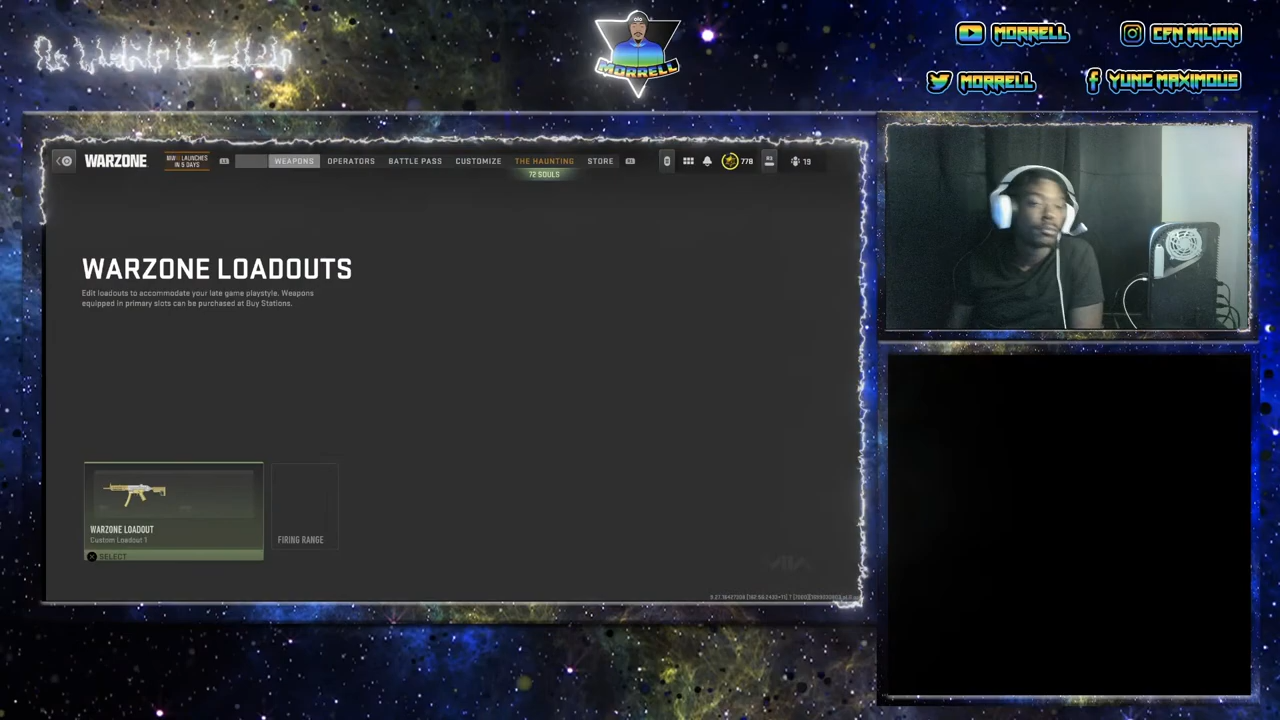 MORRELL
MORRELL
CFN MILION
MORRELL
YUNG MAXIMOUS
WARZONE
LAUNCHES
IN 5 DAYS
WEAPONS
OPERATORS
BATTLE PASS
CUSTOMIZE
THE HAUNTING
STORE
778
19
72 SOULS
WARZONE LOADOUTS
Edit loadouts to accommodate your late game playstyle. Weapons
equipped in primary slots can be purchased at Buy Stations.
WARZONE LOADOUT
Custom Loadout 1
SELECT
FIRING RANGE